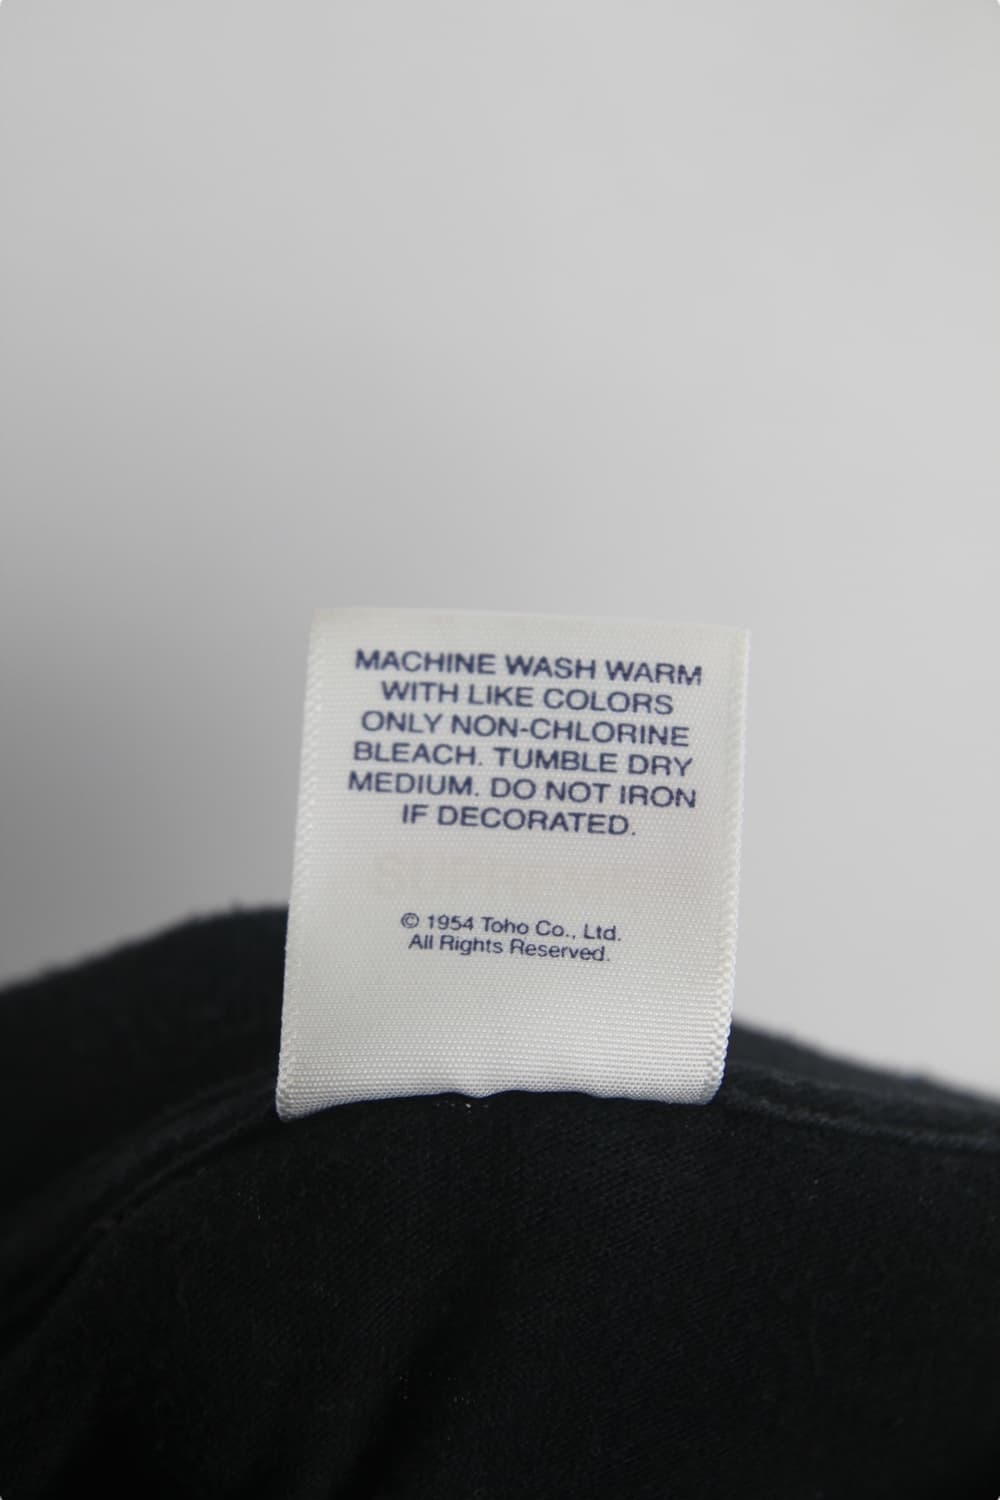 MACHINE WASH WARM
WITH LIKE COLORS
ONLY NON-CHLORINE
BLEACH. TUMBLE DRY
MEDIUM. DO NOT IRON
IF DECORATED.
© 1954 Toho Co., Ltd.
All Rights Reserved.